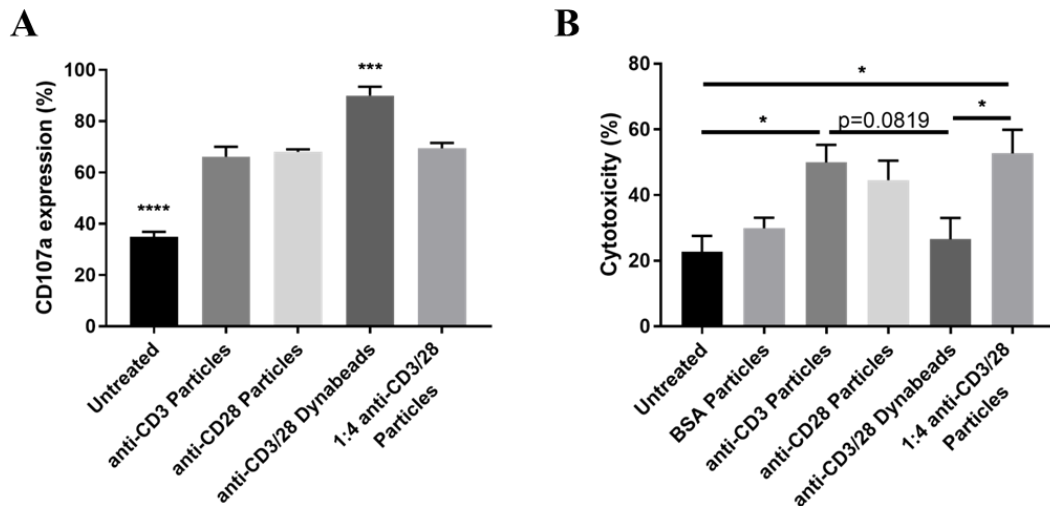 A
CD107a expression (%)
100
80
60
40
20
0
****
***
Untreated
anti-CD3 Particles
anti-CD28 Particles
anti-CD3/28 Dynabeads
1:4 anti-CD3/28
Particles
B
Cytotoxicity (%)
80
60
40
20
0
*
*
p=0.0819
*
Untreated
BSA Particles
anti-CD3 Particles
anti-CD28 Particles
anti-CD3/28 Dynabeads
1:4 anti-CD3/28
Particles